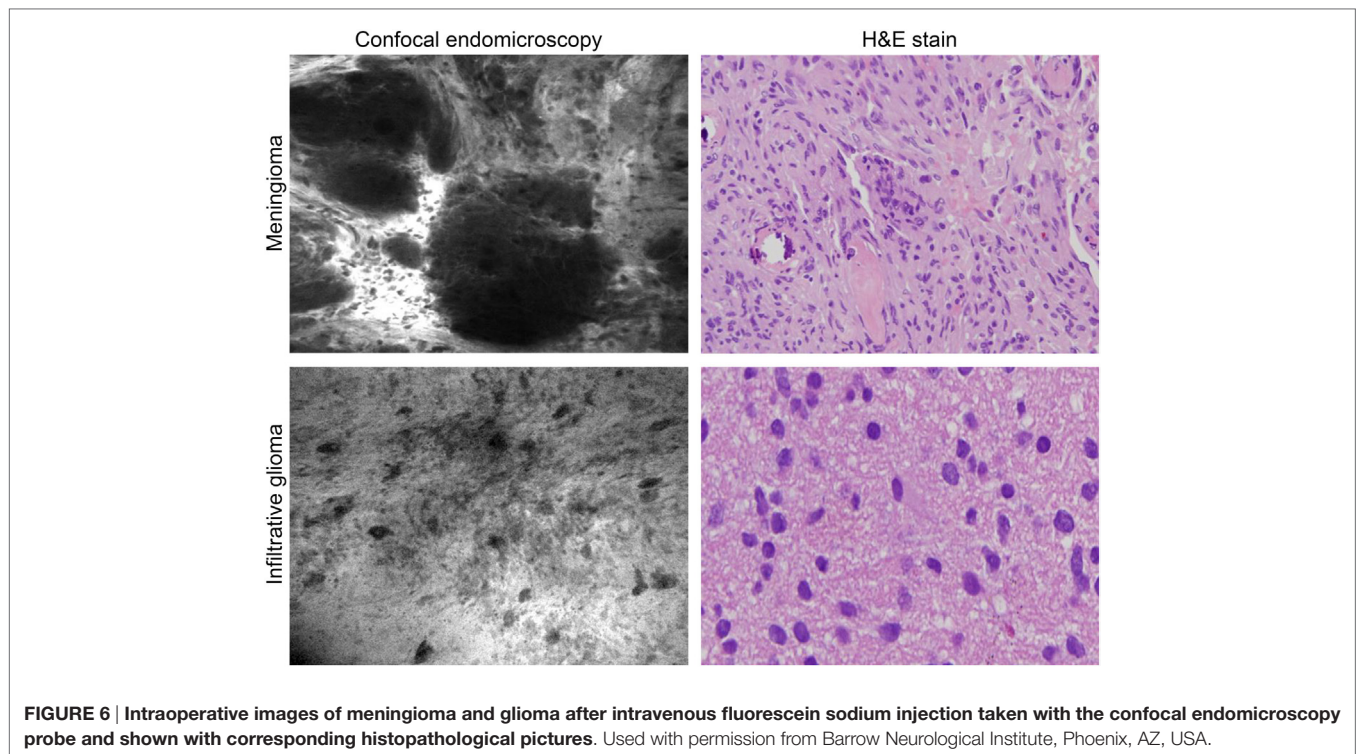 Confocal endomicroscopy
H&E stain
Meningioma
Infiltrative glioma
FIGURE 6 | Intraoperative images of meningioma and glioma after intravenous fluorescein sodium injection taken with the confocal endomicroscopy
probe and shown with corresponding histopathological pictures. Used with permission from Barrow Neurological Institute, Phoenix, AZ, USA.